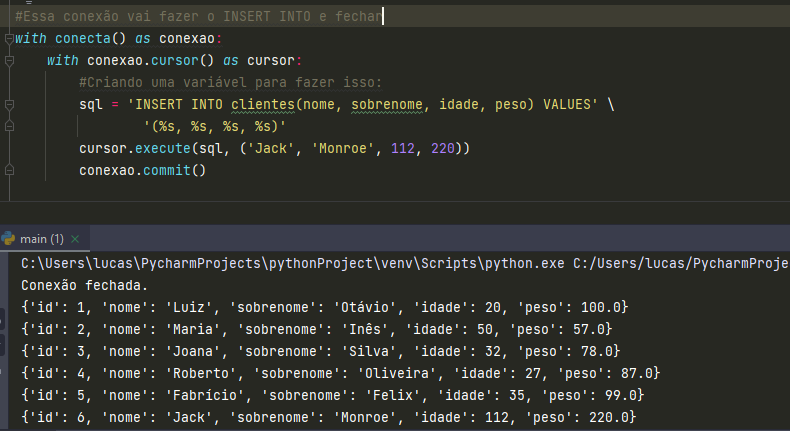 #Essa conexão vai fazer o INSERT INTO e fechar
with conecta() as conexao:
with conexao.cursor() as cursor:
#Criando uma variável para fazer isso:
sql = 'INSERT INTO clientes(nome, sobrenome, idade, peso) VALUES' \
'(%s, %s, %s, %s)'
cursor.execute(sql, ('Jack', 'Monroe', 112, 220))
conexao.commit()
main (1) ×
C:\Users\lucas\PycharmProjects\pythonProject\venv\Scripts\python.exe C:/Users/lucas/PycharmProje
Conexão fechada.
{'id': 1, 'nome': 'Luiz', 'sobrenome': 'Otávio', 'idade': 20, 'peso': 100.0}
{'id': 2, 'nome': 'Maria', 'sobrenome': 'Inês', 'idade': 50, 'peso': 57.0}
{'id': 3, 'nome': 'Joana', 'sobrenome': 'Silva', 'idade': 32, 'peso': 78.0}
{'id': 4, 'nome': 'Roberto', 'sobrenome': 'Oliveira', 'idade': 27, 'peso': 87.0}
{'id': 5, 'nome': 'Fabrício', 'sobrenome': 'Felix', 'idade': 35, 'peso': 99.0}
{'id': 6, 'nome': 'Jack', 'sobrenome': 'Monroe', 'idade': 112, 'peso': 220.0}